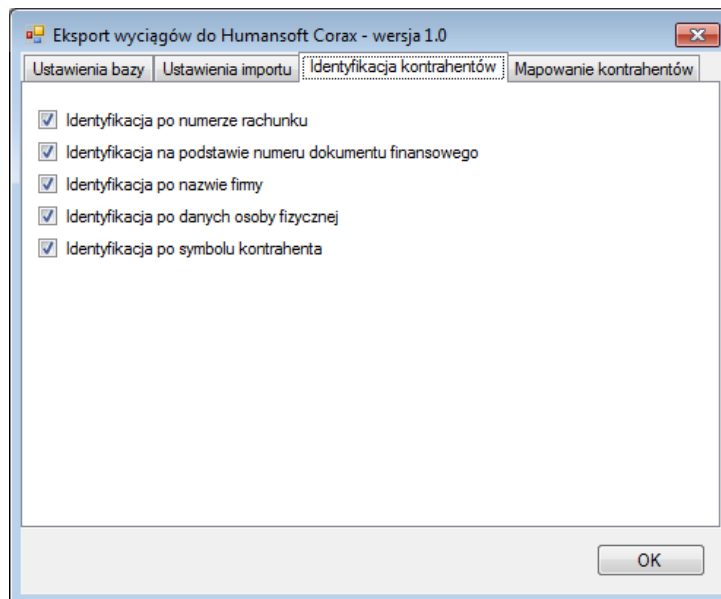 Eksport wyciągów do Humansoft Corax - wersja 1.0
Ustawienia bazy Ustawienia importu Identyfikacja kontrahentów Mapowanie kontrahentów
Identyfikacja po numerze rachunku
Identyfikacja na podstawie numeru dokumentu finansowego
Identyfikacja po nazwie firmy
Identyfikacja po danych osoby fizycznej
Identyfikacja po symbolu kontrahenta
OK